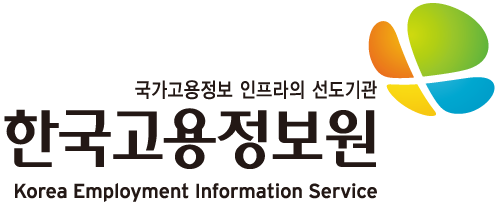 국가고용정보 인프라의 선도기관
한국고용정보원
Korea Employment Information Service